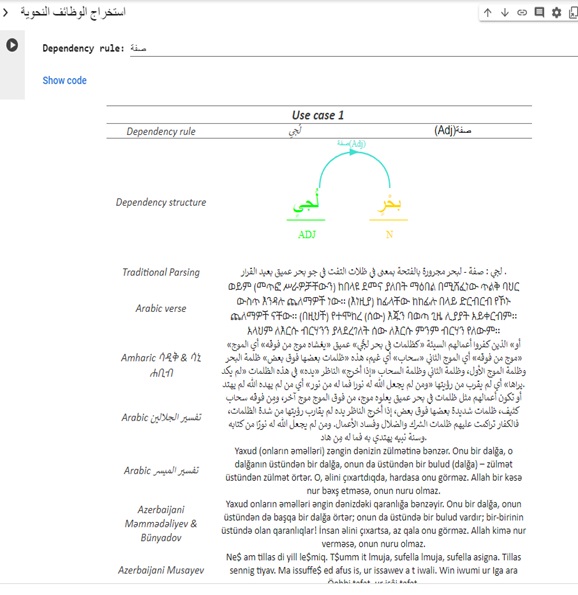 استخراج الوظائف النحوية
Dependency rule: صفة
Show code
Use case 1
Dependency rule لُّجِّي صفة(Adj)
صفة(Adj)
Dependency structure لُّجِّي بَحْرٍ
ADJ N
Traditional Parsing لجي : صفة - لبحر مجرورة بالفتحة بمعنى في ظلات التفت في جو بحر عميق بعيد القرار .
ወይም (መጥፎ ሥራዎቻቸውን) ከበላዩ ደመና ያለበት ማዕበል በሚሸፍነው ጥልቅ ባህር
Arabic verse ውስጥ እንዳሉ ጨለማዎች ነው፡፡ (እነዚያ) ከፊላቸው ከከፊሉ በላይ ድርብርብ የኾኑ
ጨለማዎች ናቸው፡፡ (በዚህች) የተሞከረ (ሰው) እጁን በወጣ ጊዜ ሊያያት አይቀርብም፡፡
አላህም ለእርሱ ብርሃንን ያላደረገለት ሰው ለእርሱ ምንም ብርሃን የለውም፡፡
Amharic ሳዲቅ & ሳኒ ሐቢብ
أو» الذين كفروا أعمالهم السيئة «كظلمات في بحر لجّي» عميق «يغشاه موج من فوقه» أي الموج»
«موج من فوقه» أي الموج الثاني «سحاب» أي غيم، هذه «ظلمات بعضها فوق بعض» ظلمة البحر
وظلمة الموج الأول، وظلمة الثاني وظلمة السحاب «إذا أخرج» الناظر «يده» في هذه الظلمات «لم يكد
يراها» أي لم يقرب من رؤيتها «ومن لم يجعل الله له نورا فما له من نور» أي من لم يهده الله لم يهتد.
Arabic تفسير الجلالين أو تكون أعمالهم مثل ظلمات في بحر عميق يعلوه موج، من فوق الموج موج آخر، ومِن فوقه سحاب
كثيف، ظلمات شديدة بعضها فوق بعض، إذا أخرج الناظر يده لم يقارب رؤيتها من شدة الظلمات،
فالكفار تراكمت عليهم ظلمات الشرك والضلال وفساد الأعمال. ومن لم يجعل الله له نورًا من كتابه
وسنة نبيه يهتدي به فما له مِن هاد.
Yaxud (onların əməlləri) zəngin dənizin zülmətinə bənzər. Onu bir dalğa, o
Arabic تفسير الميسر dalğanın üstündən bir dalğa, onun da üstündən bir bulud (dalğa) – zülmət
üstündən zülmət örtər. O, əlini çıxartdıqda, hardasa onu görməz. Allah bir kəsə
nur bəxş etməsə, onun nuru olmaz.
Azerbaijani Məmmədəliyev & Bünyadov
Yaxud onların əməlləri əngin dənizdəki qaranlığa bənzəyir. Onu bir dalğa, onun
üstündən də başqa bir dalğa örtər; onun da üstündə bir bulud vardır; bir-birinin
üstündə olan qaranlıqlar! İnsan əlini çıxartsa, az qala onu görməz. Allah kimə nur
verməsə, onun nuru olmaz.
Azerbaijani Musayev
Ne$ am tillas di yill le$miq. T$umm it lmuja, sufella lmuja, sufella asigna. Tillas
sennig tiyav. Ma issuffe$ ed afus is, ur issawev a t iwali. Win iwumi ur Iga ara